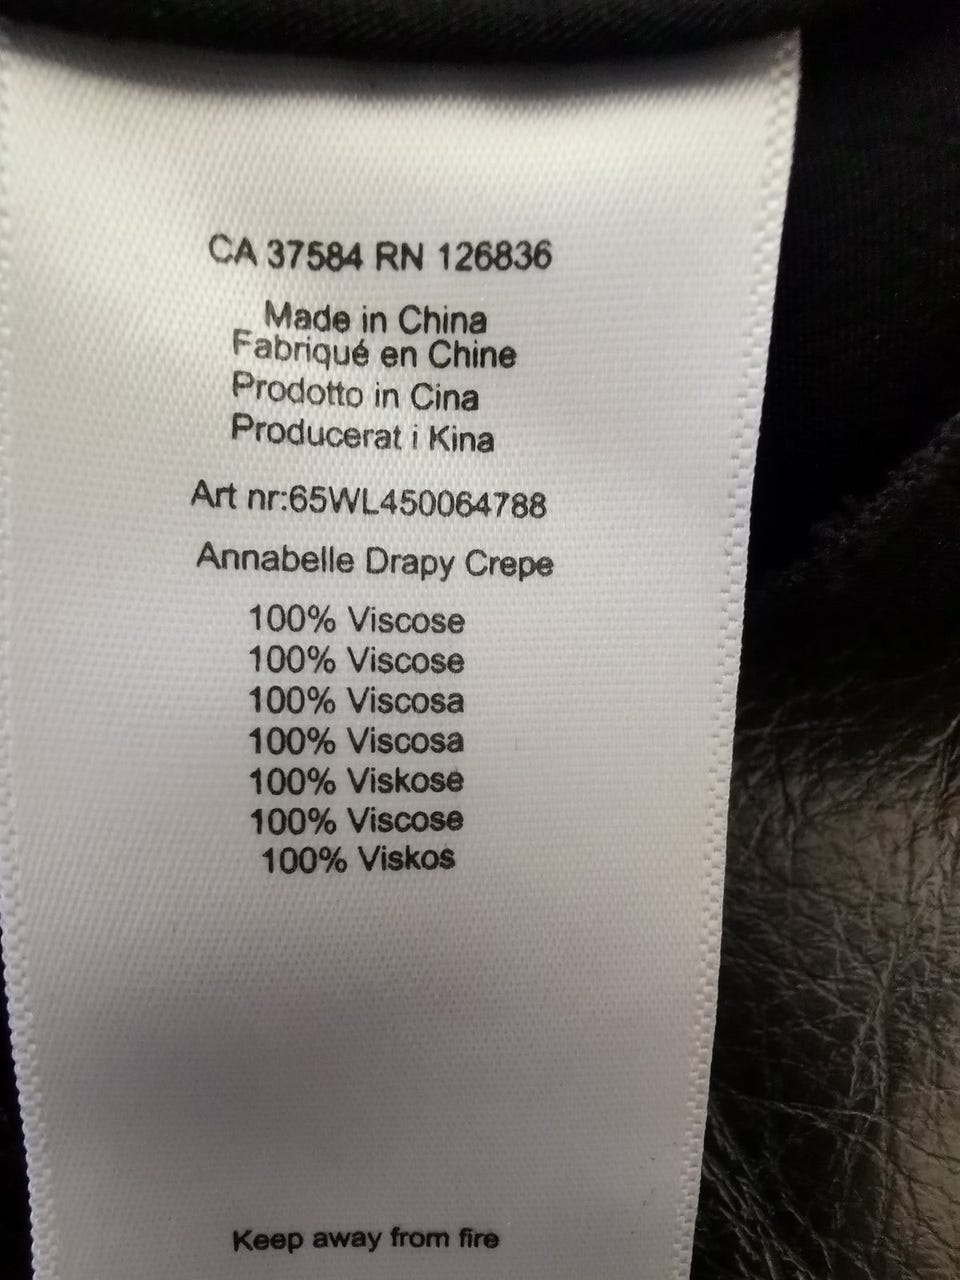 CA 37584 RN 126836
Made in China
Fabriqué en Chine
Prodotto in Cina
Producerat i Kina
Art nr:65WL450064788
Annabelle Drapy Crepe
100% Viscose
100% Viscose
100% Viscosa
100% Viscosa
100% Viskose
100% Viscose
100% Viskos
Keep away from fire